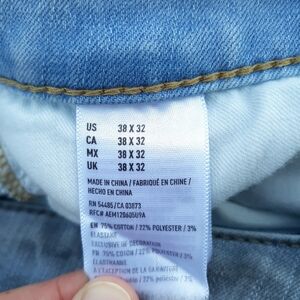 US 38 X 32
CA 38 X 32
MX 38 X 32
UK 38 X 32
MADE IN CHINA / FABRIQUÉ EN CHINE /
HECHO EN CHINA
RN 54485/CA 03873
RFC# AEM120605U9A
EN 75% COTTON / 22% POLYESTER / 3%
ELASTANE
EXCLUSIVE OF DECORATION
75% COTON / 22% POLYESTER / 3%
ELASTHANNE
À L'EXCEPTION DE LA GARNITURE